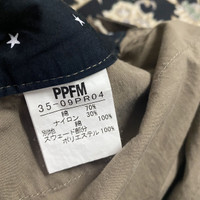 PPFM
35-09PR04
綿 70%
ナイロン 30%
別地 綿 100%
スウェード部分
ポリエステル 100%